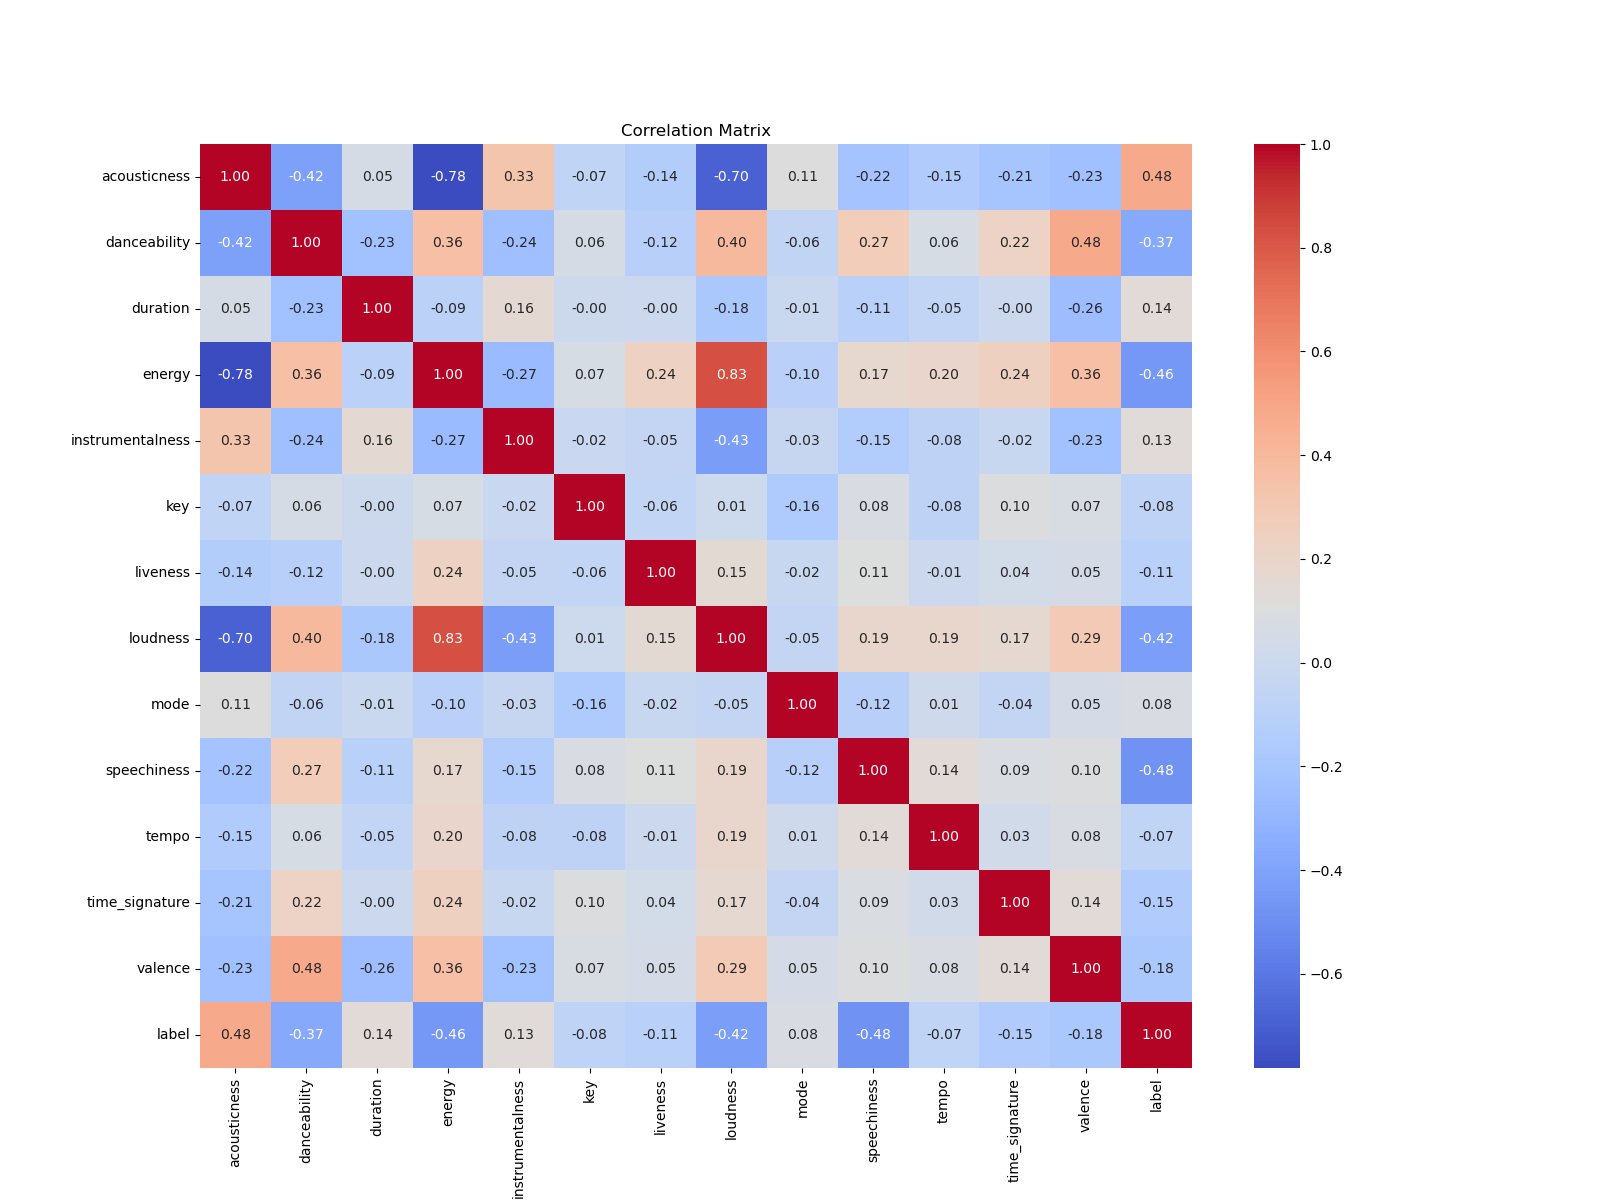 Correlation Matrix
acousticness 1.00 -0.42 0.05 -0.78 0.33 -0.07 -0.14 -0.70 0.11 -0.22 -0.15 -0.21 -0.23 0.48
danceability -0.42 1.00 -0.23 0.36 -0.24 0.06 -0.12 0.40 -0.06 0.27 0.06 0.22 0.48 -0.37
duration 0.05 -0.23 1.00 -0.09 0.16 -0.00 -0.00 -0.18 -0.01 -0.11 -0.05 -0.00 -0.26 0.14
energy -0.78 0.36 -0.09 1.00 -0.27 0.07 0.24 0.83 -0.10 0.17 0.20 0.24 0.36 -0.46
instrumentalness 0.33 -0.24 0.16 -0.27 1.00 -0.02 -0.05 -0.43 -0.03 -0.15 -0.08 -0.02 -0.23 0.13
key -0.07 0.06 -0.00 0.07 -0.02 1.00 -0.06 0.01 -0.16 0.08 -0.08 0.10 0.07 -0.08
liveness -0.14 -0.12 -0.00 0.24 -0.05 -0.06 1.00 0.15 -0.02 0.11 -0.01 0.04 0.05 -0.11
loudness -0.70 0.40 -0.18 0.83 -0.43 0.01 0.15 1.00 -0.05 0.19 0.19 0.17 0.29 -0.42
mode 0.11 -0.06 -0.01 -0.10 -0.03 -0.16 -0.02 -0.05 1.00 -0.12 0.01 -0.04 0.05 0.08
speechiness -0.22 0.27 -0.11 0.17 -0.15 0.08 0.11 0.19 -0.12 1.00 0.14 0.09 0.10 -0.48
tempo -0.15 0.06 -0.05 0.20 -0.08 -0.08 -0.01 0.19 0.01 0.14 1.00 0.03 0.08 -0.07
time_signature -0.21 0.22 -0.00 0.24 -0.02 0.10 0.04 0.17 -0.04 0.09 0.03 1.00 0.14 -0.15
valence -0.23 0.48 -0.26 0.36 -0.23 0.07 0.05 0.29 0.05 0.10 0.08 0.14 1.00 -0.18
label 0.48 -0.37 0.14 -0.46 0.13 -0.08 -0.11 -0.42 0.08 -0.48 -0.07 -0.15 -0.18 1.00
acousticness danceability duration energy instrumentalness key liveness loudness mode speechiness tempo time_signature valence label
1.0
0.8
0.6
0.4
0.2
0.0
−0.2
−0.4
−0.6